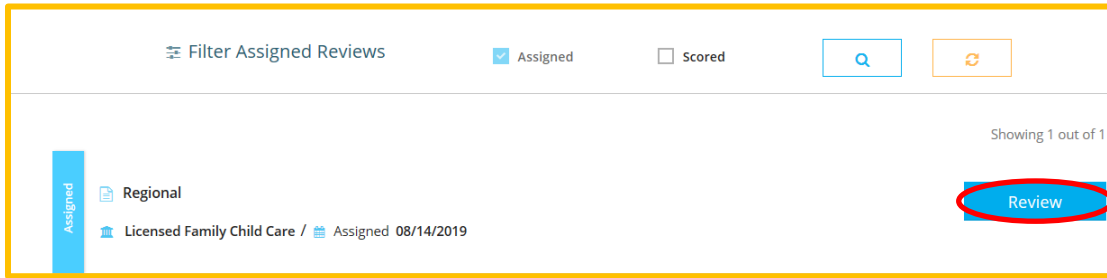 Filter Assigned Reviews Assigned Scored
Showing 1 out of 1
Assigned
Regional
Review
Licensed Family Child Care / Assigned 08/14/2019